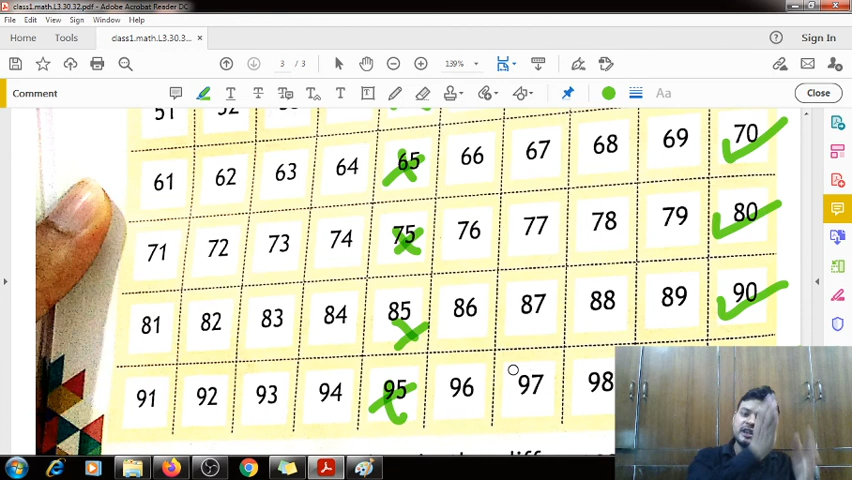 class1.math.L3.30.32.pdf - Adobe Acrobat Reader DC
File Edit View Sign Window Help
Home Tools class1.math.L3.30.3... × Sign In
3 / 3 139%
Comment Aa Close
51 52
61 62 63 64 65 66 67 68 69 70
71 72 73 74 75 76 77 78 79 80
81 82 83 84 85 86 87 88 89 90
91 92 93 94 95 96 97 98